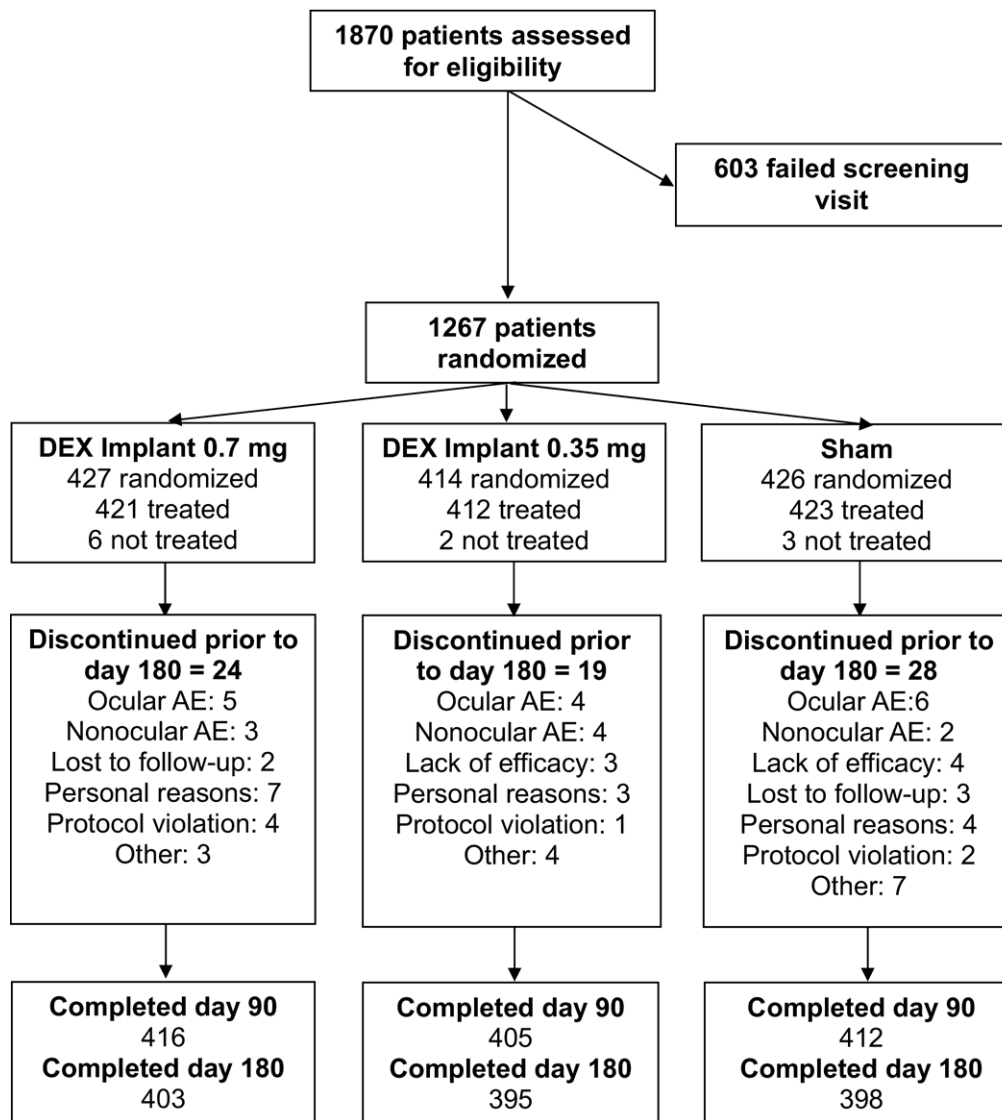 1870 patients assessed
for eligibility
603 failed screening
visit
1267 patients
randomized
DEX Implant 0.7 mg
427 randomized
421 treated
6 not treated
DEX Implant 0.35 mg
414 randomized
412 treated
2 not treated
Sham
426 randomized
423 treated
3 not treated
Discontinued prior to
day 180 = 24
Ocular AE: 5
Nonocular AE: 3
Lost to follow-up: 2
Personal reasons: 7
Protocol violation: 4
Other: 3
Discontinued prior
to day 180 = 19
Ocular AE: 4
Nonocular AE: 4
Lack of efficacy: 3
Personal reasons: 3
Protocol violation: 1
Other: 4
Discontinued prior to
day 180 = 28
Ocular AE:6
Nonocular AE: 2
Lack of efficacy: 4
Lost to follow-up: 3
Personal reasons: 4
Protocol violation: 2
Other: 7
Completed day 90
416
Completed day 180
403
Completed day 90
405
Completed day 180
395
Completed day 90
412
Completed day 180
398